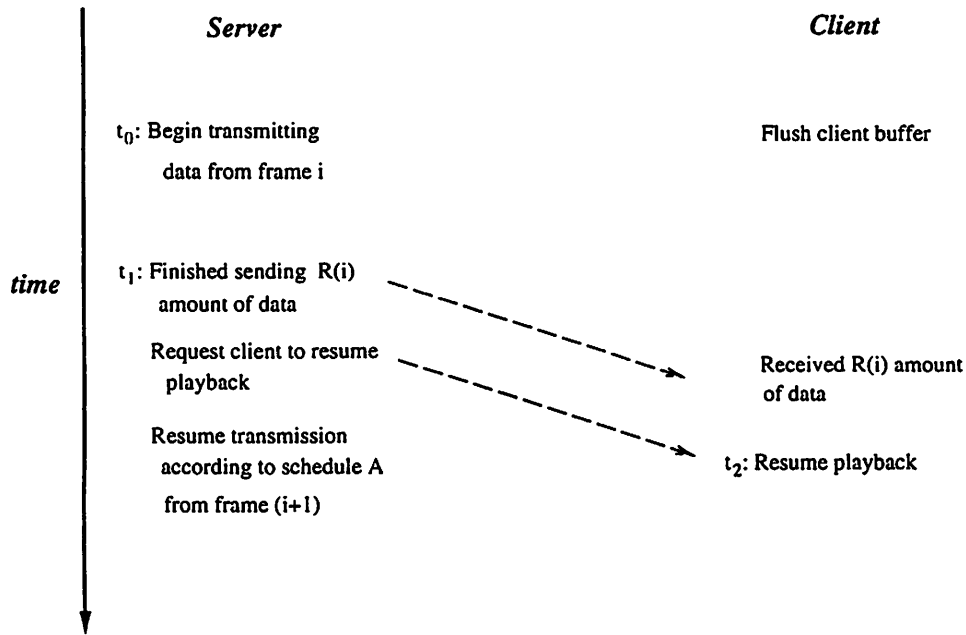 Server
Client
t0: Begin transmitting
data from frame i
Flush client buffer
time
t1: Finished sending R(i)
amount of data
Request client to resume
playback
Received R(i) amount
of data
Resume transmission
according to schedule A
from frame (i+1)
t2: Resume playback